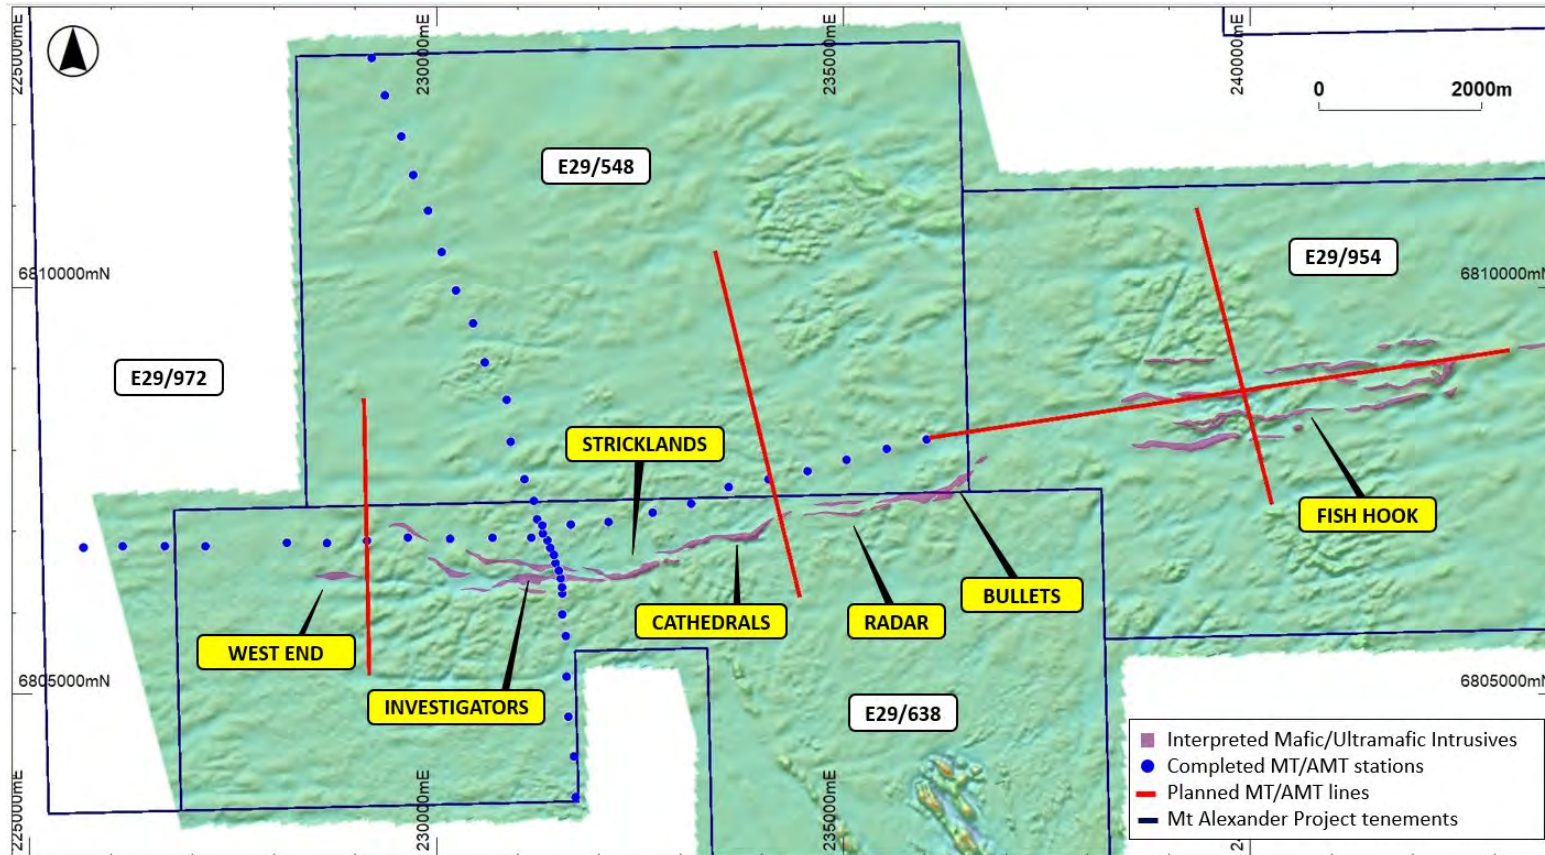 225000mE
230000mE
235000mE
240000mE
0 2000m
E29/548
E29/954
6810000mN
6810000mN
E29/972
STRICKLANDS
FISH HOOK
BULLETS
CATHEDRALS
RADAR
WEST END
INVESTIGATORS
6805000mN
6805000mN
E29/638
225000mE
230000mE
235000mE
Interpreted Mafic/Ultramafic Intrusives
Completed MT/AMT stations
Planned MT/AMT lines
Mt Alexander Project tenements